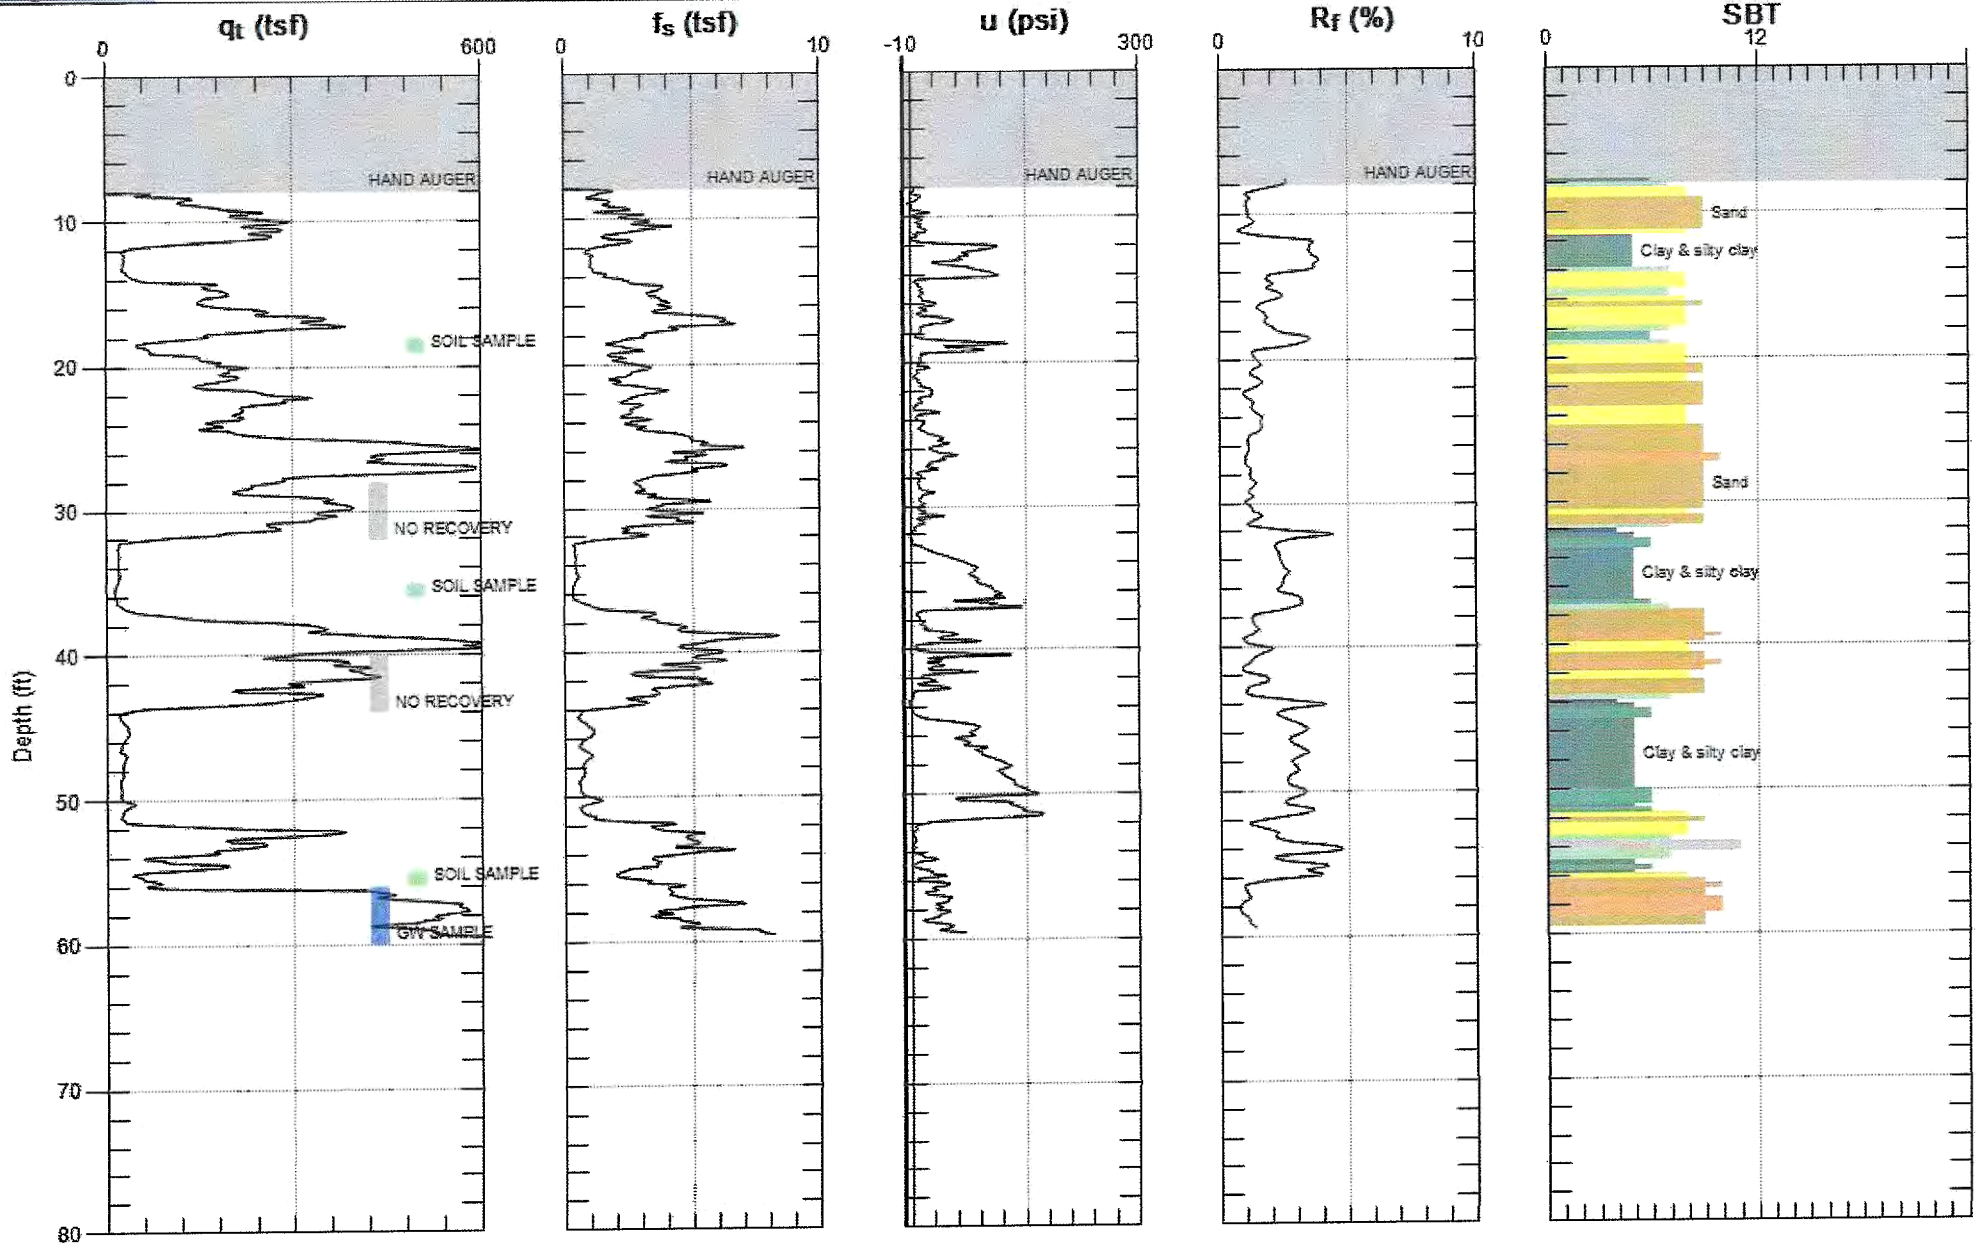 qt (tsf)
fs (tsf)
u (psi)
Rf (%)
SBT
0 600
0 10
-10 300
0 10
0 12
0
HAND AUGER
HAND AUGER
HAND AUGER
HAND AUGER
10
Sand
Clay & silty clay
SOIL SAMPLE
20
Sand
30
NO RECOVERY
Clay & silty clay
SOIL SAMPLE
40
NO RECOVERY
Depth (ft)
Clay & silty clay
50
SOIL SAMPLE
GW SAMPLE
60
70
80